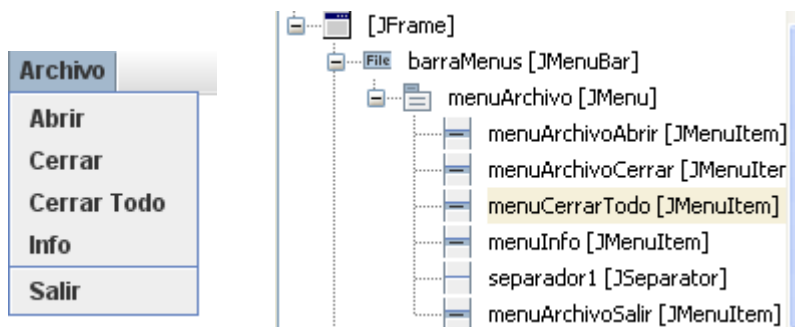 Archivo
Abrir
Cerrar
Cerrar Todo
Info
Salir
[JFrame]
File barraMenus [JMenuBar]
menuArchivo [JMenu]
menuArchivoAbrir [JMenuItem]
menuArchivoCerrar [JMenuIter
menuCerrarTodo [JMenuItem]
menuInfo [JMenuItem]
separador1 [JSeparator]
menuArchivoSalir [JMenuItem]